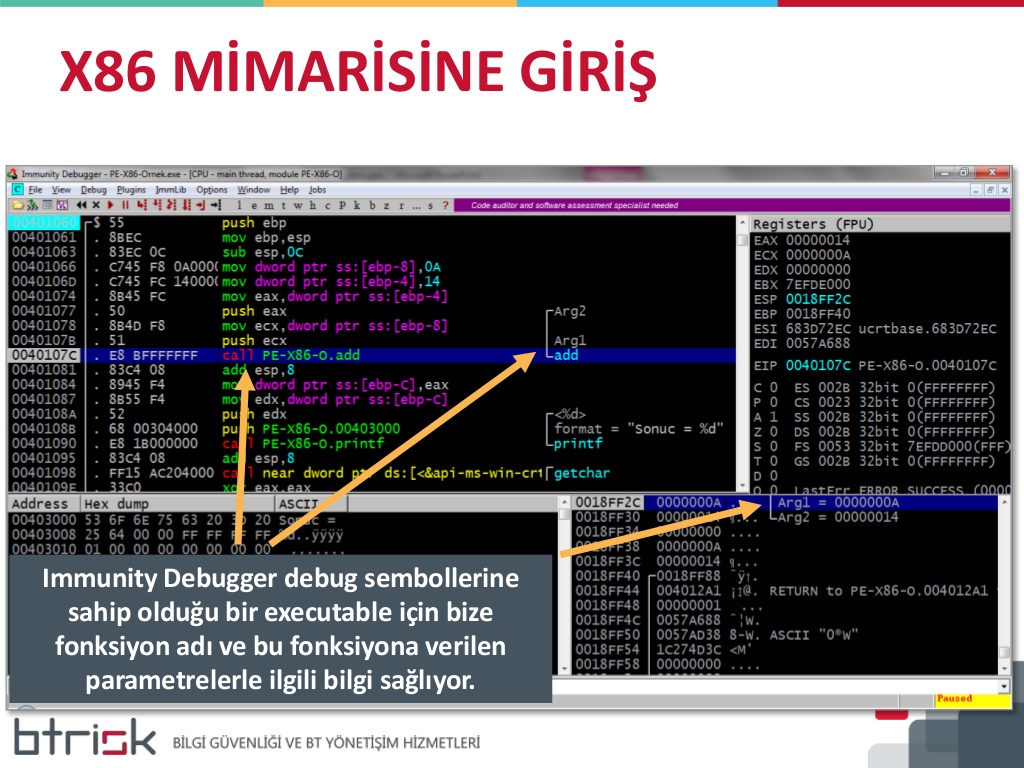 X86 MİMARİSİNE GİRİŞ
Immunity Debugger - PE-X86-Ornek.exe - [CPU - main thread, module PE-X86-O]
C File View Debug Plugins ImmLib Options Window Help Jobs
l e m t w h c P k b z r ... s ? Code auditor and software assessment specialist needed
00401060 $ 55 push ebp
00401061 . 8BEC mov ebp,esp
00401063 . 83EC 0C sub esp,0C
00401066 . C745 F8 0A000( mov dword ptr ss:[ebp-8],0A
0040106D . C745 FC 140000( mov dword ptr ss:[ebp-4],14
00401074 . 8B45 FC mov eax,dword ptr ss:[ebp-4]
00401077 . 50 push eax Arg2
00401078 . 8B4D F8 mov ecx,dword ptr ss:[ebp-8]
0040107B . 51 push ecx Arg1
0040107C . E8 BFFFFFFF call PE-X86-O.add add
00401081 . 83C4 08 add esp,8
00401084 . 8945 F4 mov dword ptr ss:[ebp-C],eax
00401087 . 8B55 F4 mov edx,dword ptr ss:[ebp-C]
0040108A . 52 push edx <%d>
0040108B . 68 00304000 push PE-X86-O.00403000 format = "Sonuc = %d"
00401090 . E8 1B000000 call PE-X86-O.printf printf
00401095 . 83C4 08 add esp,8
00401098 . FF15 AC204000 call near dword ptr ds:[<&api-ms-win-crt getchar
0040109E . 33C0 xor eax,eax
Registers (FPU)
EAX 00000014
ECX 0000000A
EDX 00000000
EBX 7EFDE000
ESP 0018FF2C
EBP 0018FF40
ESI 683D72EC ucrtbase.683D72EC
EDI 0057A688
EIP 0040107C PE-X86-O.0040107C
C 0 ES 002B 32bit 0(FFFFFFFF)
P 0 CS 0023 32bit 0(FFFFFFFF)
A 1 SS 002B 32bit 0(FFFFFFFF)
Z 0 DS 002B 32bit 0(FFFFFFFF)
S 0 FS 0053 32bit 7EFDD000(FFF)
T 0 GS 002B 32bit 0(FFFFFFFF)
D 0
O 0 LastErr ERROR_SUCCESS (0000
Address Hex dump ASCII
00403000 53 6F 6E 75 63 20 3D 20 Sonuc =
00403008 25 64 00 00 FF FF FF FF %d..ÿÿÿÿ
00403010 01 00 00 00 00 00 00 00 .......
0018FF2C 0000000A .... Arg1 = 0000000A
0018FF30 00000014 ¶... Arg2 = 00000014
0018FF34 00000000 ....
0018FF38 0000000A ....
0018FF3C 00000014 ¶...
0018FF40 0018FF88 ˆÿ↑.
0018FF44 004012A1 ¡↕@. RETURN to PE-X86-O.004012A1
0018FF48 00000001 ...
0018FF4C 0057A688 ˆ¦W.
0018FF50 0057AD38 8-W. ASCII "0®W"
0018FF54 1C274D3C <M'
0018FF58 00000000 ....
Immunity Debugger debug sembollerine
sahip olduğu bir executable için bize
fonksiyon adı ve bu fonksiyona verilen
parametrelerle ilgili bilgi sağlıyor.
Paused
btrisk BİLGİ GÜVENLİĞİ VE BT YÖNETİŞİM HİZMETLERİ